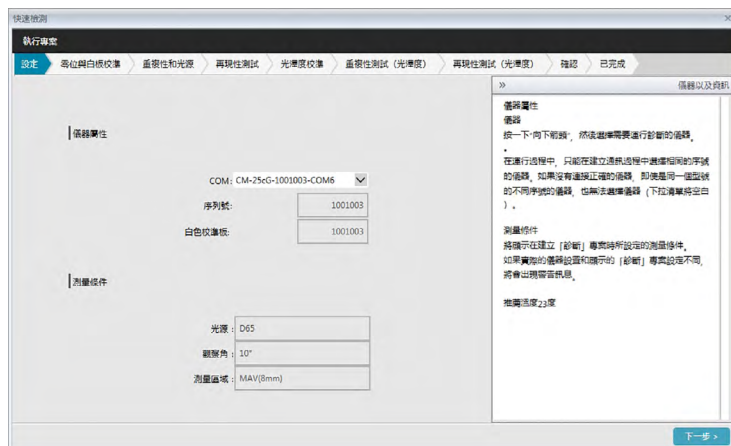 快速檢測
執行專案
設定 零位與白板校準 重複性和光源 再現性測試 光澤度校準 重複性測試（光澤度） 再現性測試（光澤度） 確認 已完成
» 儀器以及資訊
儀器屬性
COM: CM-25cG-1001003-COM6
序列號: 1001003
白色校準板: 1001003
測量條件
光源: D65
觀察角: 10°
測量區域: MAV(8mm)
儀器屬性
儀器
按一下"向下箭頭"，然後選擇需要進行診斷的儀器。
。
在運行過程中，只能在建立通訊過程中選擇相同的序號
的儀器。如果沒有連接正確的儀器，即使是同一個型號
的不同序號的儀器，也無法選擇儀器（下拉清單將空白
）。
測量條件
將顯示在建立「診斷」專案時所設定的測量條件。
如果實際的儀器設置和顯示的「診斷」專案設定不同，
將會出現警告訊息。
推薦溫度23度
下一步 >